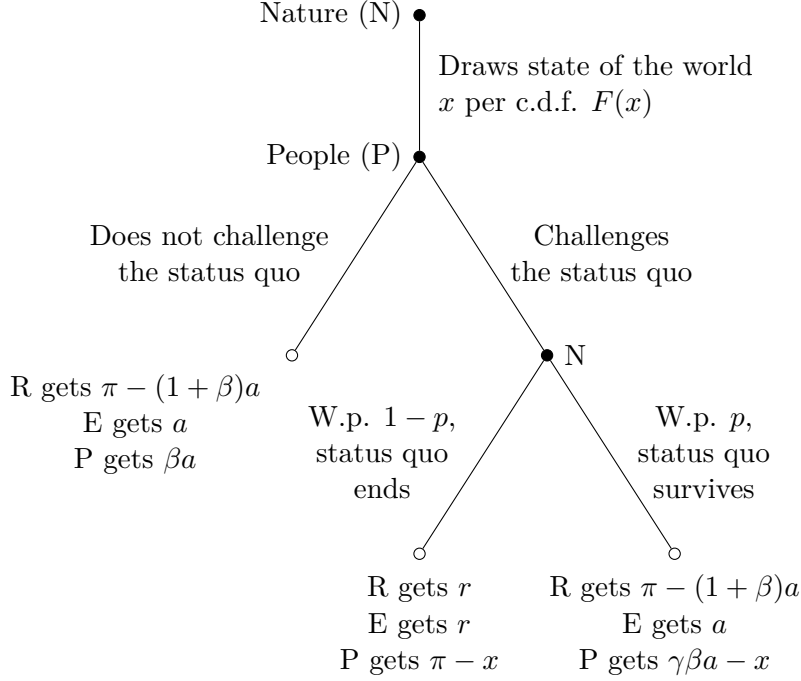 Nature (N)
Draws state of the world
x per c.d.f. F(x)
People (P)
Does not challenge
the status quo
Challenges
the status quo
N
R gets π − (1 + β)a
E gets a
P gets βa
W.p. 1 − p,
status quo
ends
W.p. p,
status quo
survives
R gets r
E gets r
P gets π − x
R gets π − (1 + β)a
E gets a
P gets γβa − x